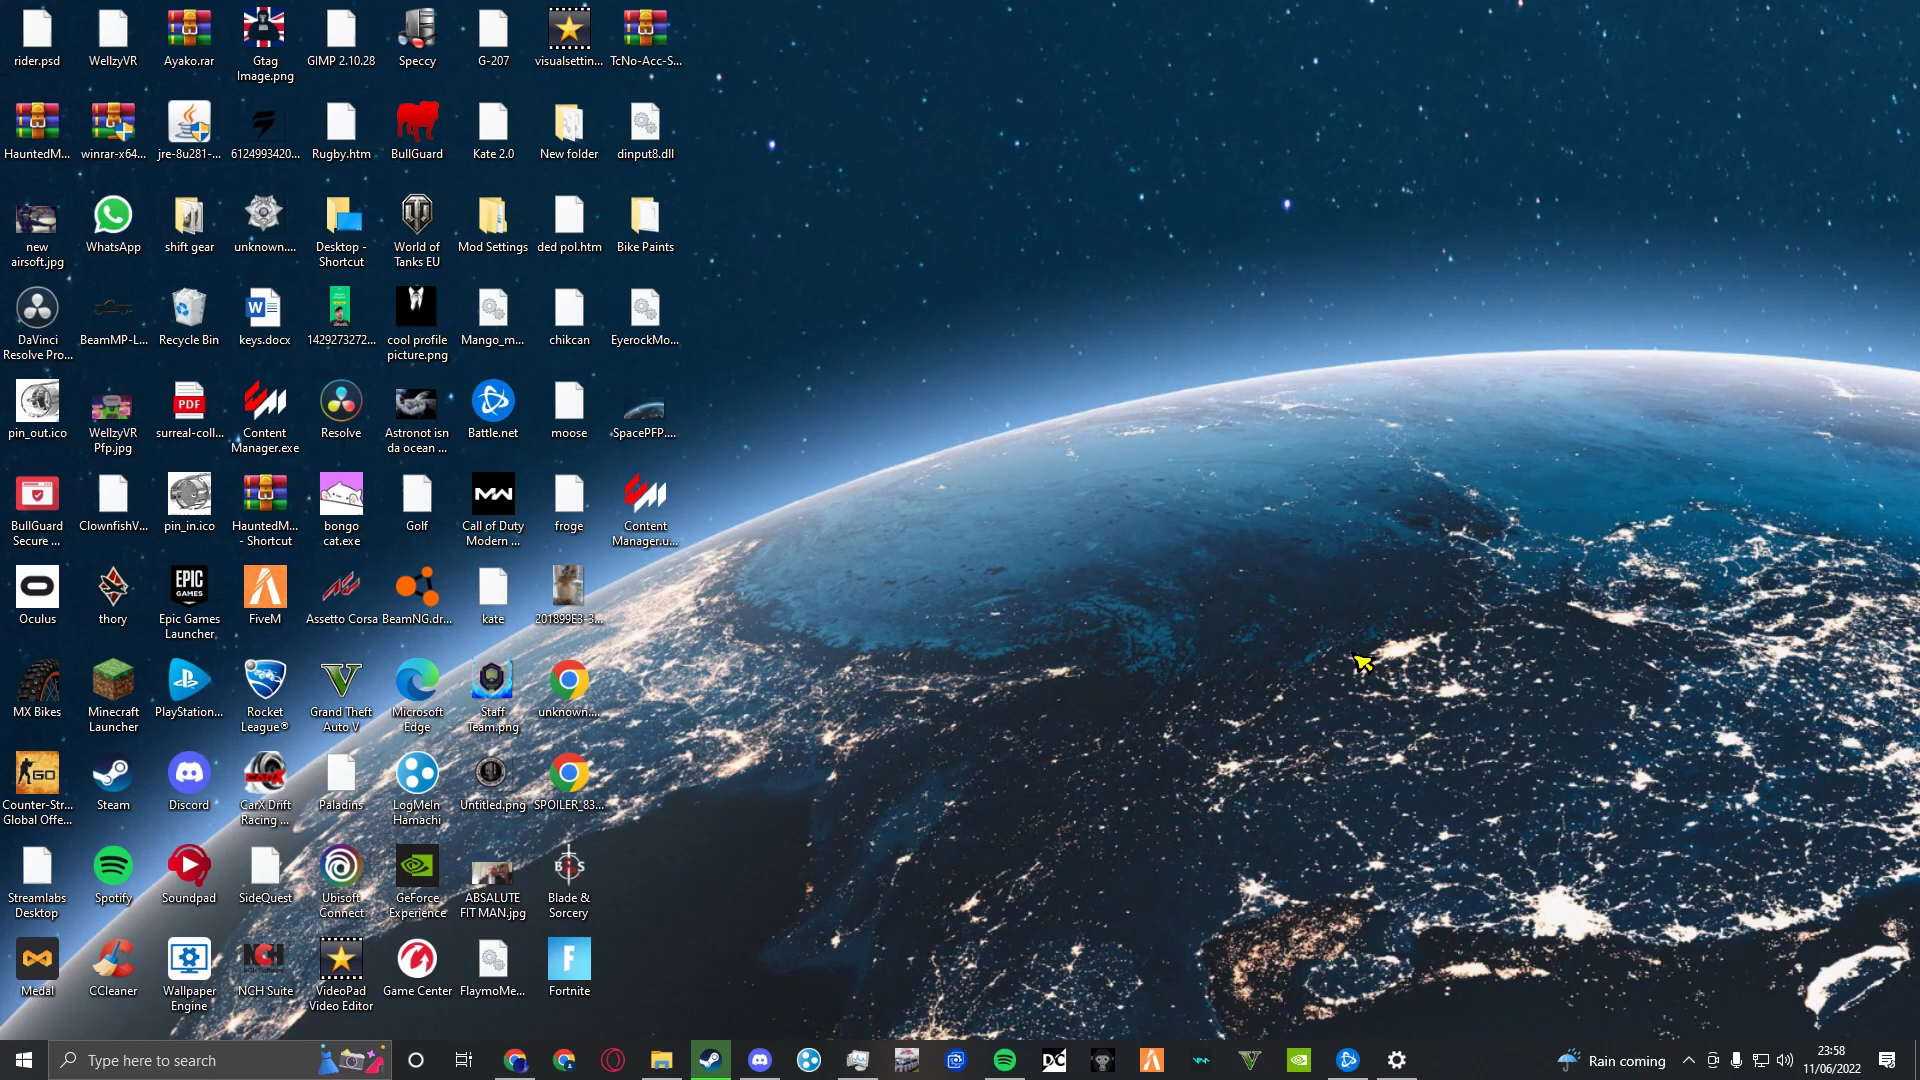 rider.psd
WellzyVR
Ayako.rar
Gtag
Image.png
GIMP 2.10.28
Speccy
G-207
visualsettin...
TcNo-Acc-S...
HauntedM...
winrar-x64...
jre-8u281-...
6124993420...
Rugby.htm
BullGuard
Kate 2.0
New folder
dinput8.dll
new
airsoft.jpg
WhatsApp
shift gear
unknown....
Desktop -
Shortcut
World of
Tanks EU
Mod Settings
ded pol.htm
Bike Paints
DaVinci
Resolve Pro...
BeamMP-L...
Recycle Bin
keys.docx
1429273272...
cool profile
picture.png
Mango_m...
chikcan
EyerockMo...
pin_out.ico
WellzyVR
Pfp.jpg
PDF
surreal-coll...
Content
Manager.exe
Resolve
Astronot isn
da ocean ...
Battle.net
moose
SpacePFP....
BullGuard
Secure ...
ClownfishV...
pin_in.ico
HauntedM...
- Shortcut
bongo
cat.exe
Golf
MW
Call of Duty
Modern ...
froge
Content
Manager.u...
Oculus
thory
EPIC
GAMES
Epic Games
Launcher
FiveM
Assetto Corsa
BeamNG.dr...
kate
201899E3-3...
MX Bikes
Minecraft
Launcher
PlayStation...
Rocket
League®
Grand Theft
Auto V
Microsoft
Edge
Staff
Team.png
unknown....
GO
Counter-Str...
Global Offe...
Steam
Discord
CarX
CarX Drift
Racing ...
Paladins
LogMeIn
Hamachi
Untitled.png
SPOILER_83...
Streamlabs
Desktop
Spotify
Soundpad
SideQuest
Ubisoft
Connect
GeForce
Experience
ABSALUTE
FIT MAN.jpg
B S
Blade &
Sorcery
Medal
CCleaner
Wallpaper
Engine
NCH
NCH Suite
VideoPad
Video Editor
Game Center
FlaymoMe...
F
Fortnite
Type here to search
DC
Rain coming
23:58
11/06/2022